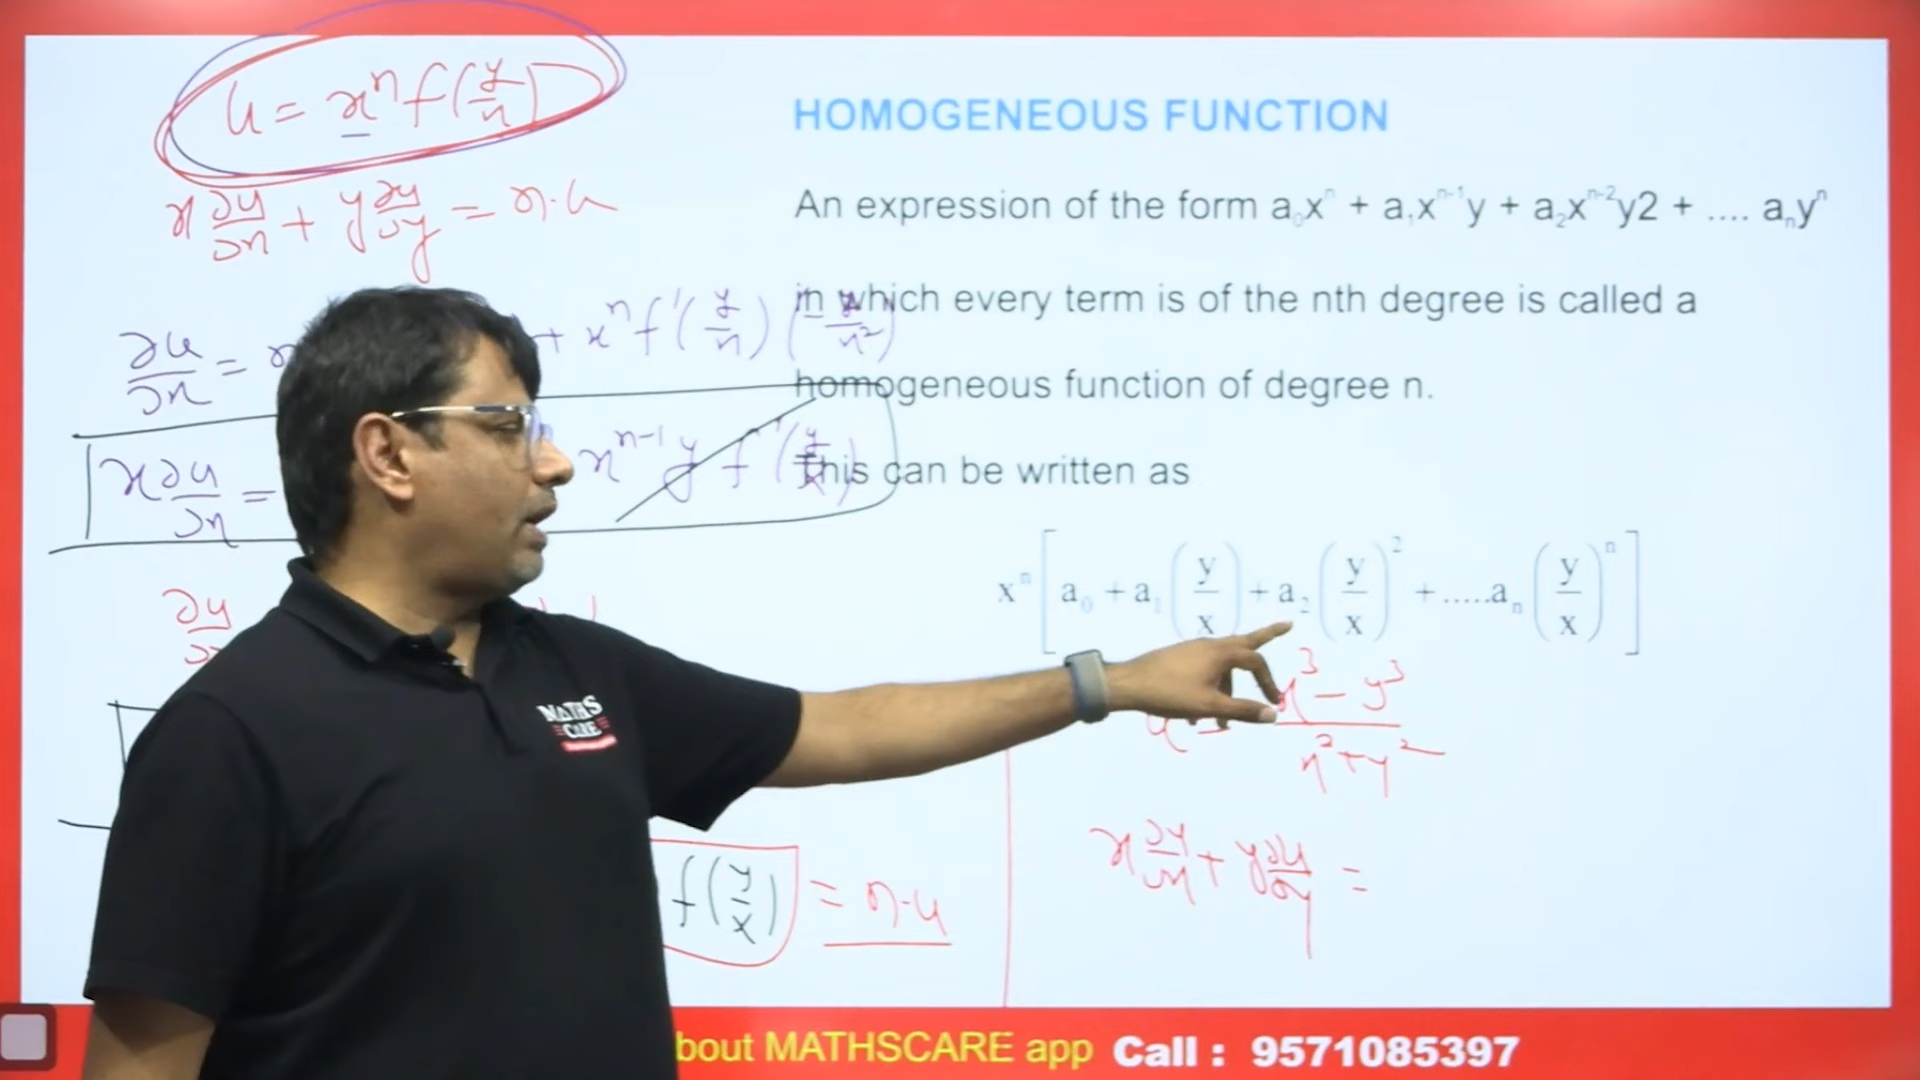 u = xⁿ f(y/x)
x ∂u/∂x + y ∂u/∂y = n·u
∂u/∂x = n + xⁿ f'(y/x) (-y/x²)
x ∂u/∂x = xⁿ⁻¹ y f'(y/x)
∂u
f(y/x) = n·u
HOMOGENEOUS FUNCTION
An expression of the form a₀xⁿ + a₁xⁿ⁻¹y + a₂xⁿ⁻²y2 + .... aₙyⁿ
in which every term is of the nth degree is called a
homogeneous function of degree n.
This can be written as
xⁿ [ a₀ + a₁ (y/x) + a₂ (y/x)² + .....aₙ (y/x)ⁿ ]
u = x³ - y³ / x² + y²
x ∂u/∂x + y ∂u/∂y =
MATHS
CARE
bout MATHSCARE app Call : 9571085397